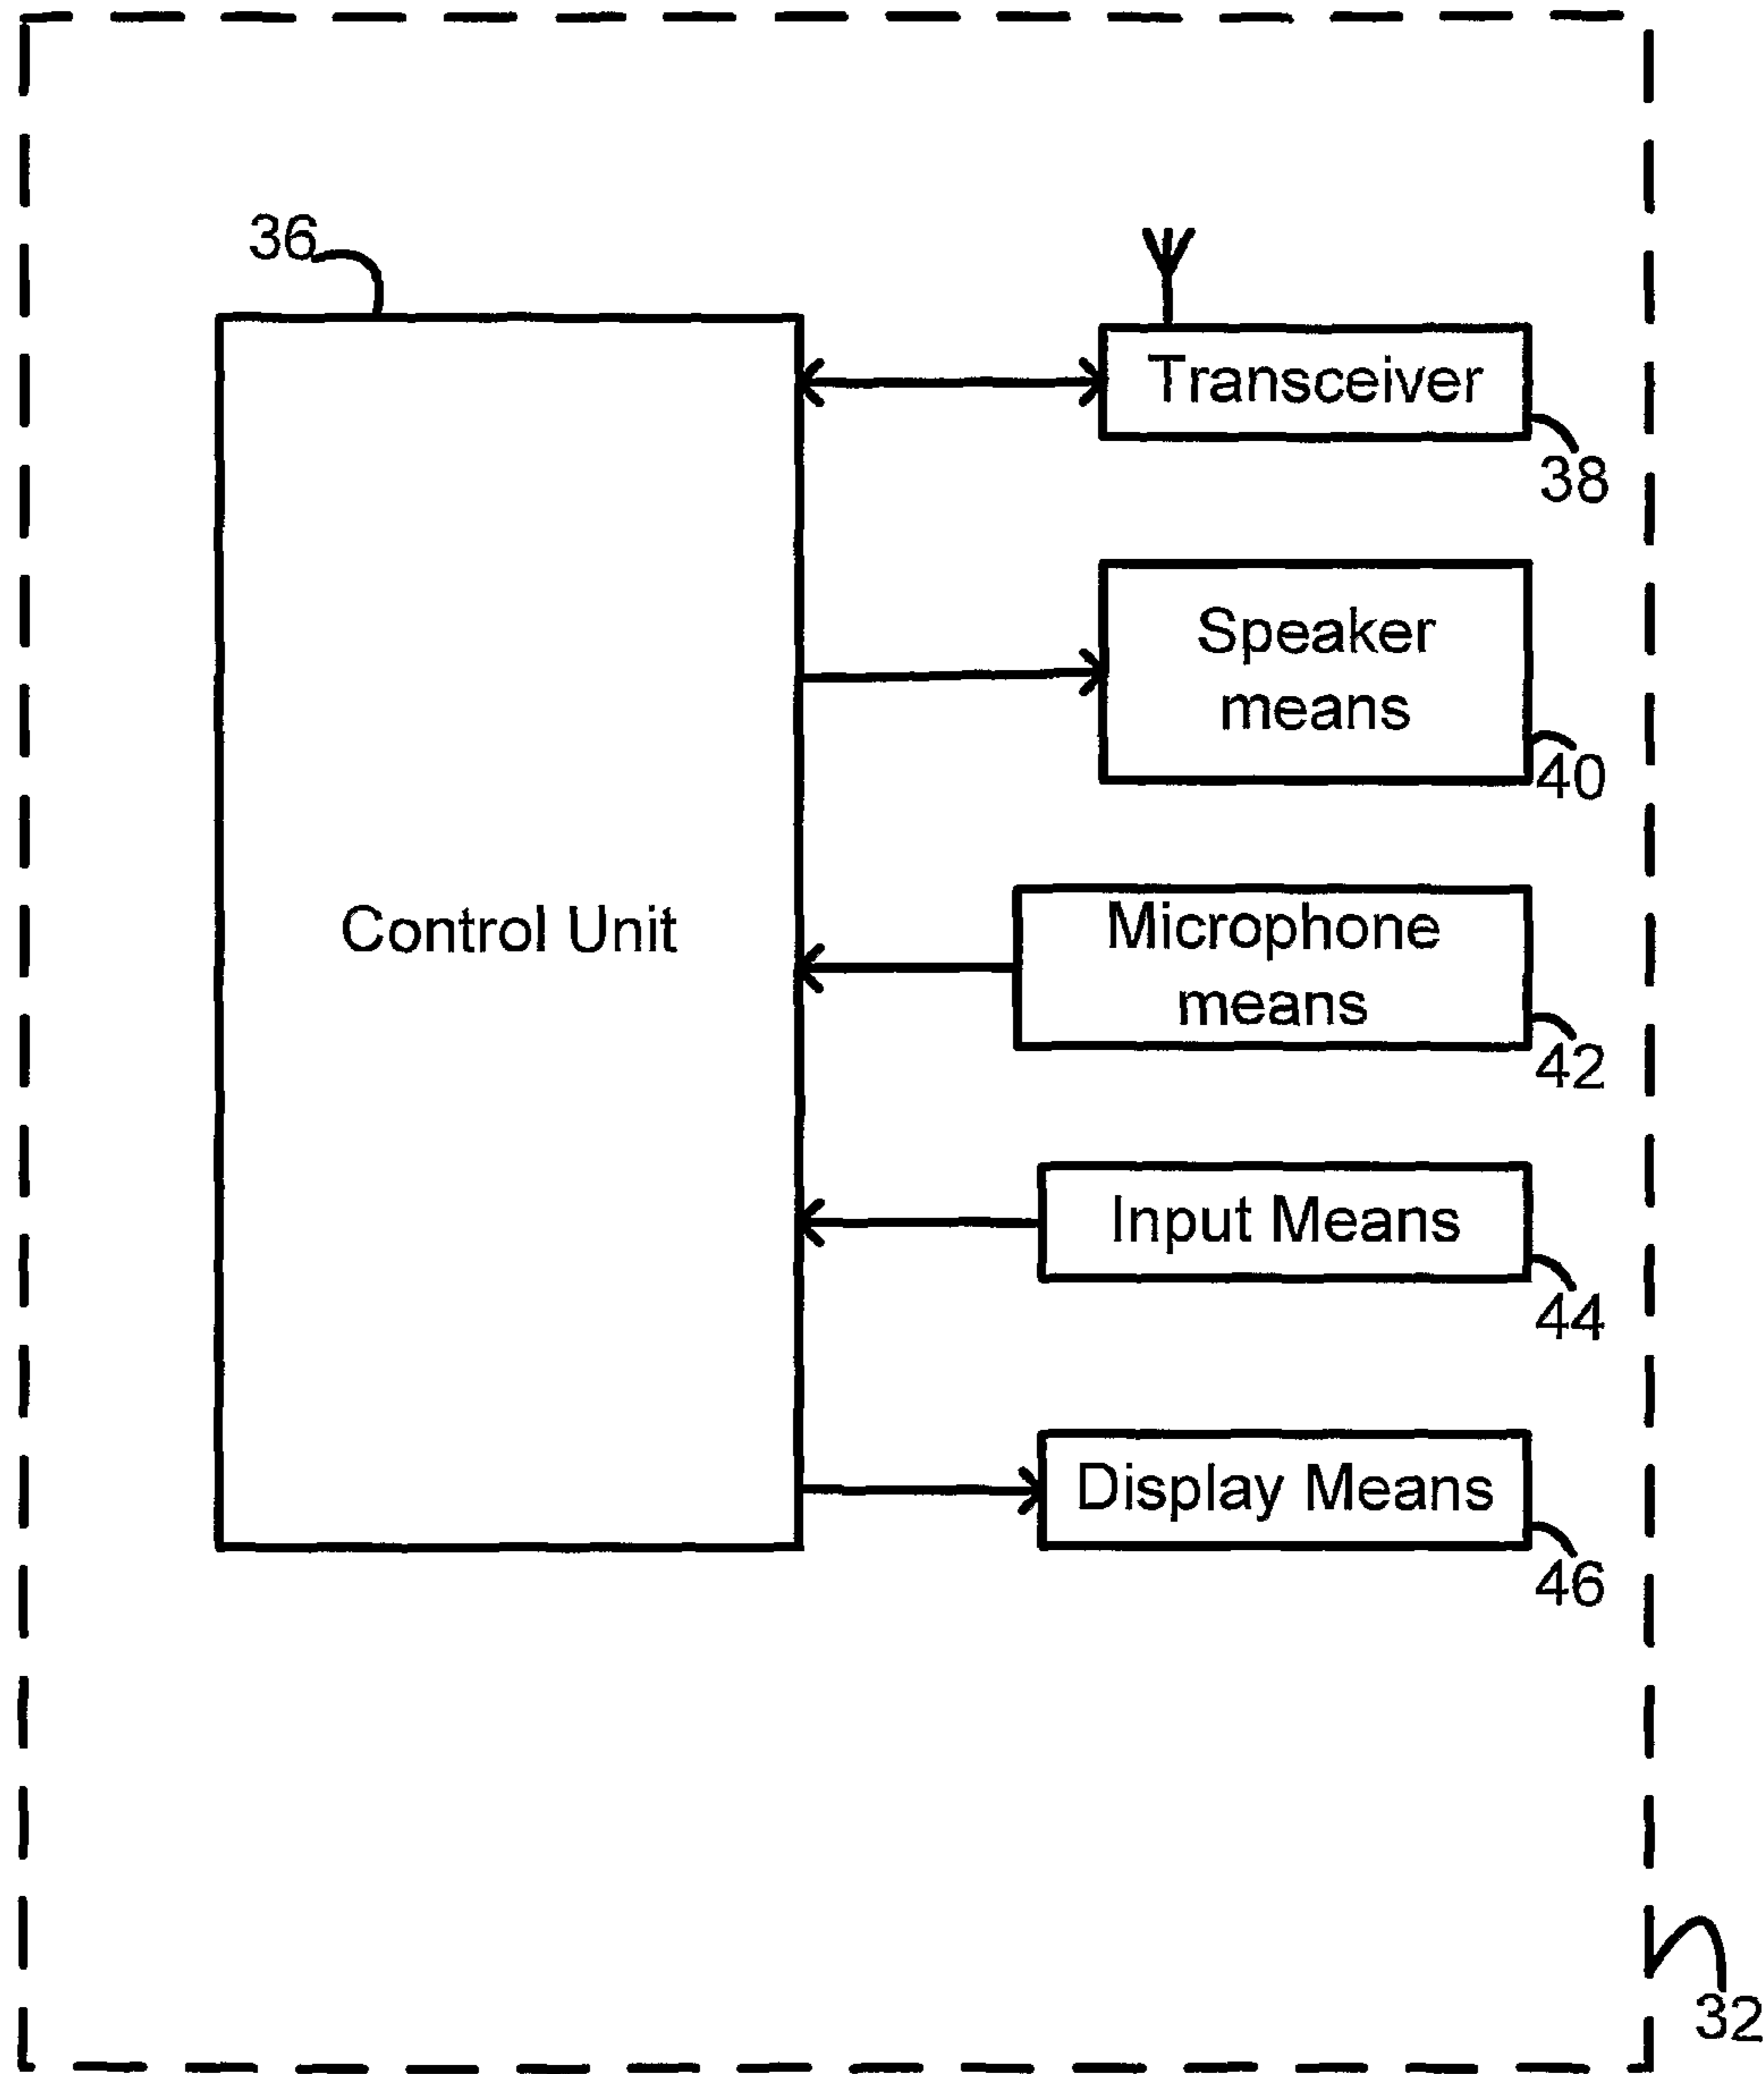 36
Transceiver
38
Speaker
means
40
Control Unit
Microphone
means
42
Input Means
44
Display Means
46
32